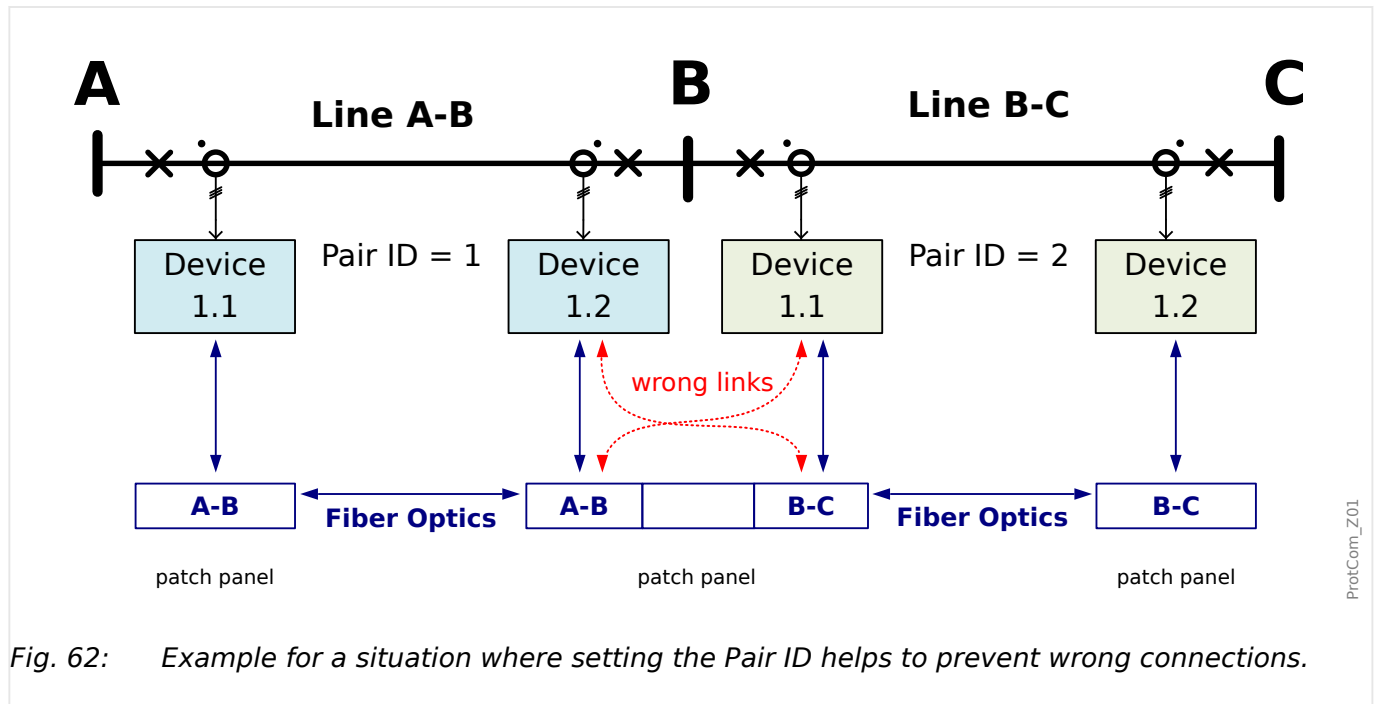 A
B
C
Line A-B
Line B-C
Device
1.1
Pair ID = 1
Device
1.2
Device
1.1
Pair ID = 2
Device
1.2
wrong links
A-B
Fiber Optics
A-B
B-C
Fiber Optics
B-C
patch panel
patch panel
patch panel
ProtCom_Z01
Fig. 62: Example for a situation where setting the Pair ID helps to prevent wrong connections.